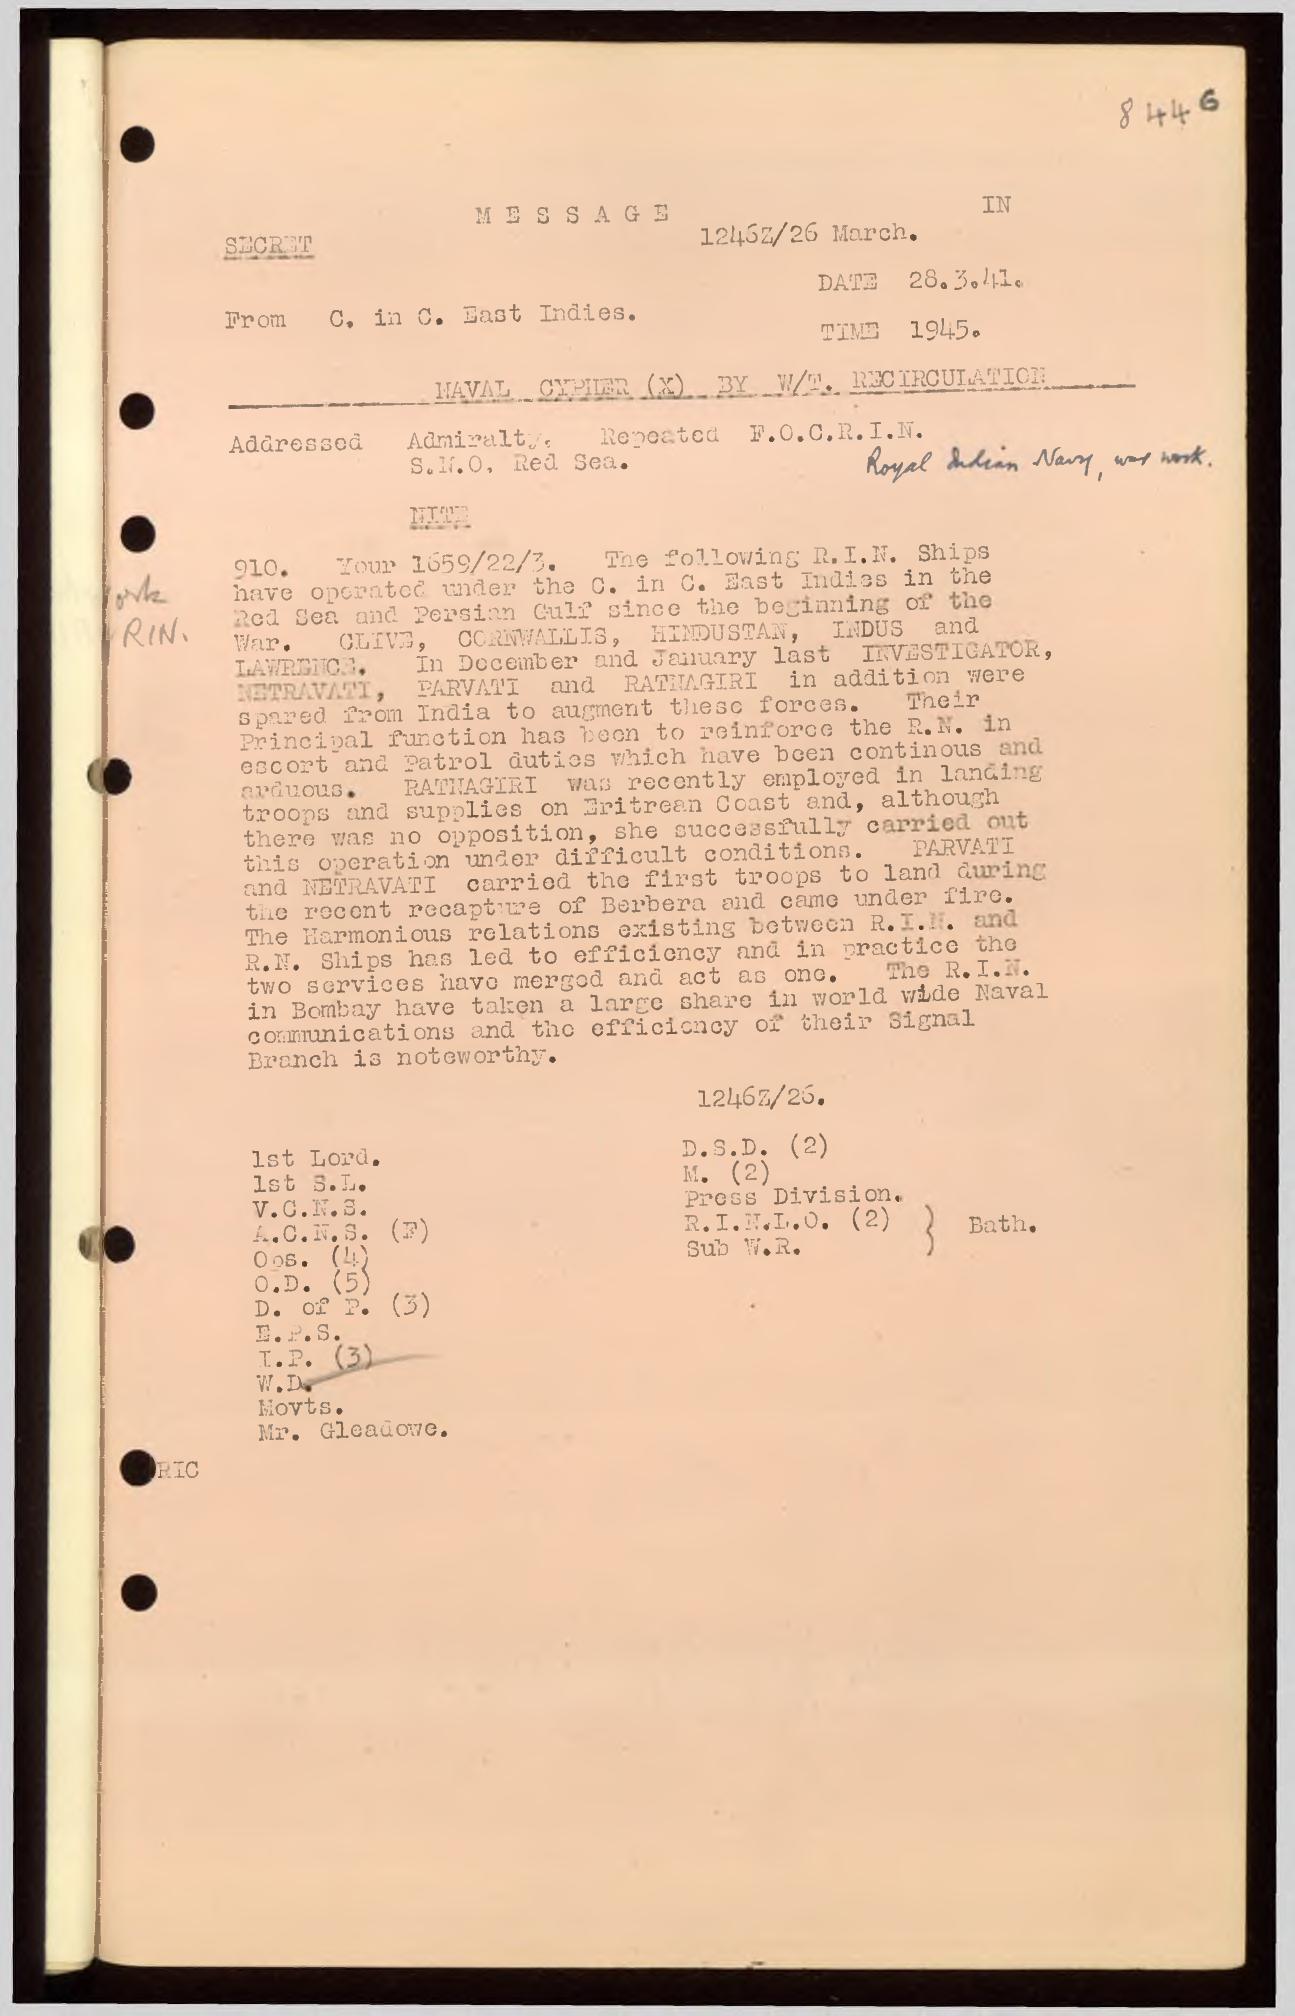 8446
MESSAGE IN
SECRET
1246Z/26 March.
DATE 28.3.41.
From C. in C. East Indies.
TIME 1945.
NAVAL CYPHER (X) BY W/T. RECIRCULATION
Addressed Admiralty. Repeated F.O.C.R.I.N.
S.N.O. Red Sea.
Royal Indian Navy, war work.
NITE
910. Your 1659/22/3. The following R.I.N. Ships
have operated under the C. in C. East Indies in the
Red Sea and Persian Gulf since the beginning of the
War. CLIVE, CORNWALLIS, HINDUSTAN, INDUS and
LAWRENCE. In December and January last INVESTIGATOR,
NETRAVATI, PARVATI and RATNAGIRI in addition were
spared from India to augment these forces. Their
Principal function has been to reinforce the R.N. in
escort and Patrol duties which have been continous and
arduous. RATNAGIRI was recently employed in landing
troops and supplies on Eritrean Coast and, although
there was no opposition, she successfully carried out
this operation under difficult conditions. PARVATI
and NETRAVATI carried the first troops to land during
the recent recapture of Berbera and came under fire.
The Harmonious relations existing between R.I.N. and
R.N. Ships has led to efficiency and in practice the
two services have merged and act as one. The R.I.N.
in Bombay have taken a large share in world wide Naval
communications and the efficiency of their Signal
Branch is noteworthy.
work
RIN.
1246Z/26.
1st Lord.
1st S.L.
V.C.N.S.
A.C.N.S. (F)
Ops. (4)
O.D. (5)
D. of P. (3)
E.P.S.
I.P. (3)
W.D.
Movts.
Mr. Gleadowe.
D.S.D. (2)
M. (2)
Press Division.
R.I.N.L.O. (2) } Bath.
Sub W.R.
RIC